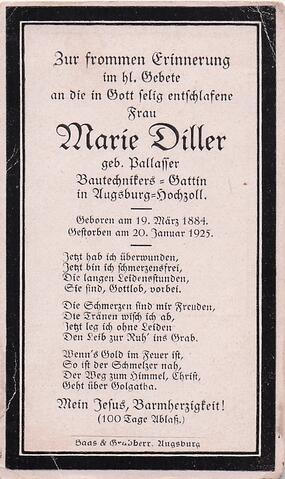 Zur frommen Erinnerung
im hl. Gebete
an die in Gott selig entschlafene
Frau
Marie Diller
geb. Pallasser
Bautechnikers-Gattin
in Augsburg-Hochzoll.
Geboren am 19. März 1884.
Gestorben am 20. Januar 1925.
Jetzt hab ich überwunden,
Jetzt bin ich schmerzensfrei,
Die langen Leidensstunden,
Sie sind, Gottlob, vorbei.
Die Schmerzen sind mir Freuden,
Die Tränen wisch ich ab,
Jetzt leg ich ohne Leiden
Den Leib zur Ruh' ins Grab.
Wenn's Gold im Feuer ist,
So ist der Schmelzer nah,
Der Weg zum Himmel, Christ,
Geht über Golgatha.
Mein Jesus, Barmherzigkeit!
(100 Tage Ablaß.)
Haas & Grabherr, Augsburg